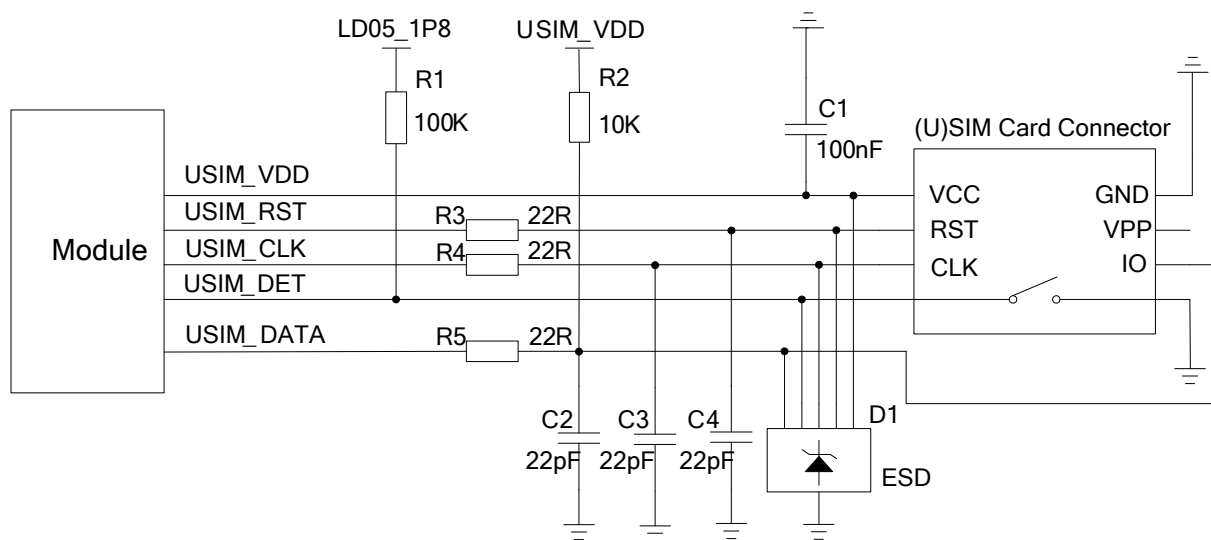 LD05_1P8
USIM_VDD
R1
100K
R2
10K
C1
100nF
(U)SIM Card Connector
Module
USIM_VDD
USIM_RST
USIM_CLK
USIM_DET
USIM_DATA
R3
22R
R4
22R
R5
22R
VCC
RST
CLK
GND
VPP
IO
C2
22pF
C3
22pF
C4
22pF
D1
ESD